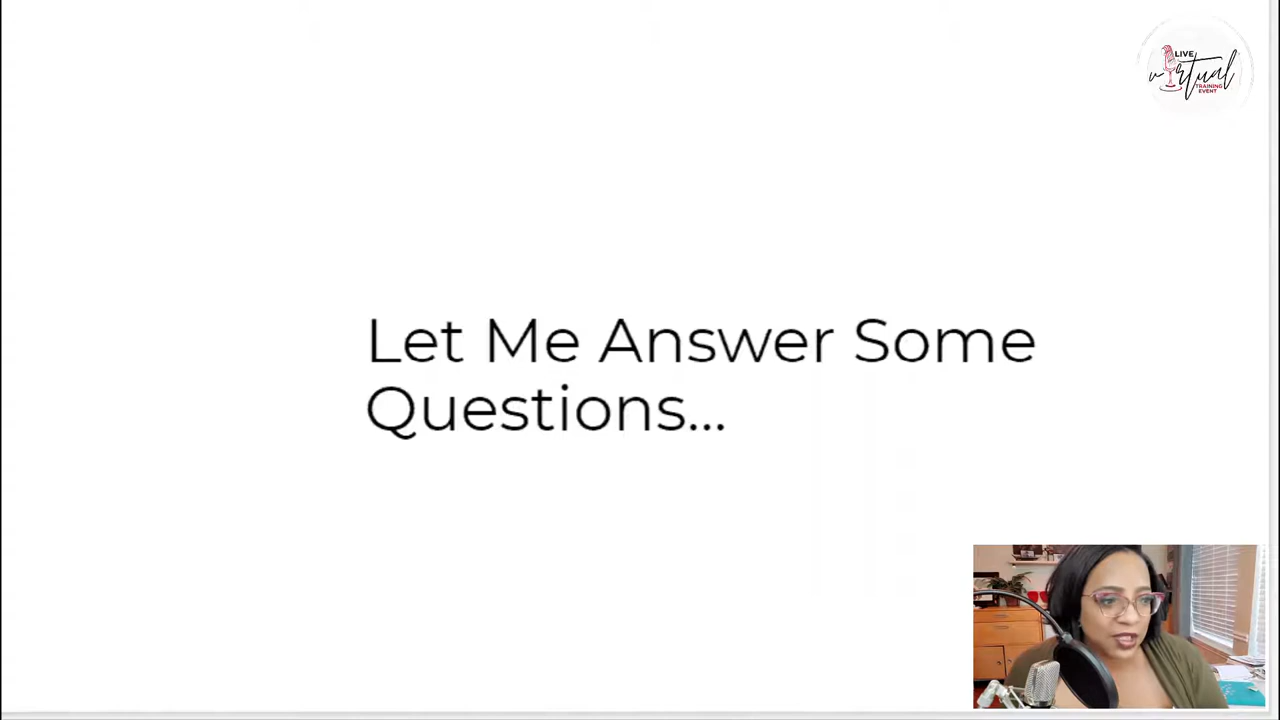 LIVE
virtual
TRAINING
EVENT
Let Me Answer Some
Questions...